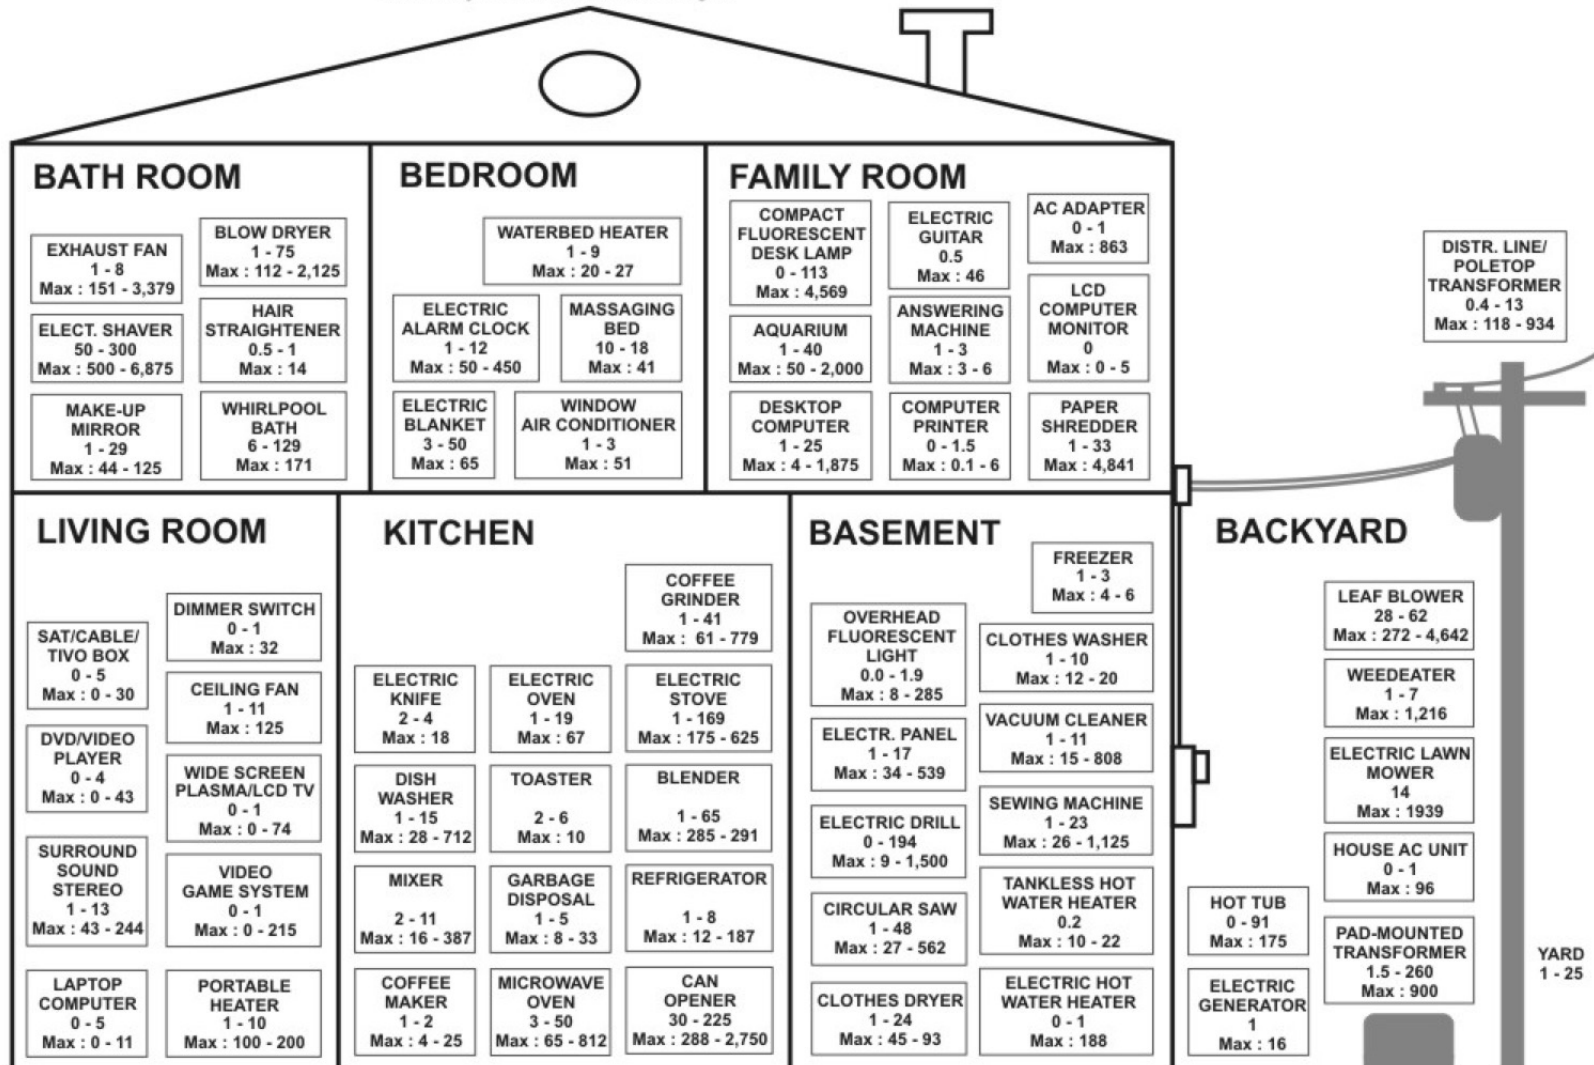 BATH ROOM
EXHAUST FAN
1 - 8
Max : 151 - 3,379
BLOW DRYER
1 - 75
Max : 112 - 2,125
ELECT. SHAVER
50 - 300
Max : 500 - 6,875
HAIR
STRAIGHTENER
0.5 - 1
Max : 14
MAKE-UP
MIRROR
1 - 29
Max : 44 - 125
WHIRLPOOL
BATH
6 - 129
Max : 171
BEDROOM
WATERBED HEATER
1 - 9
Max : 20 - 27
ELECTRIC
ALARM CLOCK
1 - 12
Max : 50 - 450
MASSAGING
BED
10 - 18
Max : 41
ELECTRIC
BLANKET
3 - 50
Max : 65
WINDOW
AIR CONDITIONER
1 - 3
Max : 51
FAMILY ROOM
COMPACT
FLUORESCENT
DESK LAMP
0 - 113
Max : 4,569
ELECTRIC
GUITAR
0.5
Max : 46
AC ADAPTER
0 - 1
Max : 863
AQUARIUM
1 - 40
Max : 50 - 2,000
ANSWERING
MACHINE
1 - 3
Max : 3 - 6
LCD
COMPUTER
MONITOR
0
Max : 0 - 5
DESKTOP
COMPUTER
1 - 25
Max : 4 - 1,875
COMPUTER
PRINTER
0 - 1.5
Max : 0.1 - 6
PAPER
SHREDDER
1 - 33
Max : 4,841
DISTR. LINE/
POLETOP
TRANSFORMER
0.4 - 13
Max : 118 - 934
LIVING ROOM
SAT/CABLE/
TIVO BOX
0 - 5
Max : 0 - 30
DIMMER SWITCH
0 - 1
Max : 32
CEILING FAN
1 - 11
Max : 125
DVD/VIDEO
PLAYER
0 - 4
Max : 0 - 43
WIDE SCREEN
PLASMA/LCD TV
0 - 1
Max : 0 - 74
SURROUND
SOUND
STEREO
1 - 13
Max : 43 - 244
VIDEO
GAME SYSTEM
0 - 1
Max : 0 - 215
LAPTOP
COMPUTER
0 - 5
Max : 0 - 11
PORTABLE
HEATER
1 - 10
Max : 100 - 200
KITCHEN
COFFEE
GRINDER
1 - 41
Max : 61 - 779
ELECTRIC
KNIFE
2 - 4
Max : 18
ELECTRIC
OVEN
1 - 19
Max : 67
ELECTRIC
STOVE
1 - 169
Max : 175 - 625
DISH
WASHER
1 - 15
Max : 28 - 712
TOASTER
2 - 6
Max : 10
BLENDER
1 - 65
Max : 285 - 291
MIXER
2 - 11
Max : 16 - 387
GARBAGE
DISPOSAL
1 - 5
Max : 8 - 33
REFRIGERATOR
1 - 8
Max : 12 - 187
COFFEE
MAKER
1 - 2
Max : 4 - 25
MICROWAVE
OVEN
3 - 50
Max : 65 - 812
CAN
OPENER
30 - 225
Max : 288 - 2,750
BASEMENT
FREEZER
1 - 3
Max : 4 - 6
OVERHEAD
FLUORESCENT
LIGHT
0.0 - 1.9
Max : 8 - 285
CLOTHES WASHER
1 - 10
Max : 12 - 20
ELECTR. PANEL
1 - 17
Max : 34 - 539
VACUUM CLEANER
1 - 11
Max : 15 - 808
ELECTRIC DRILL
0 - 194
Max : 9 - 1,500
SEWING MACHINE
1 - 23
Max : 26 - 1,125
CIRCULAR SAW
1 - 48
Max : 27 - 562
TANKLESS HOT
WATER HEATER
0.2
Max : 10 - 22
CLOTHES DRYER
1 - 24
Max : 45 - 93
ELECTRIC HOT
WATER HEATER
0 - 1
Max : 188
BACKYARD
LEAF BLOWER
28 - 62
Max : 272 - 4,642
WEEDEATER
1 - 7
Max : 1,216
ELECTRIC LAWN
MOWER
14
Max : 1939
HOUSE AC UNIT
0 - 1
Max : 96
HOT TUB
0 - 91
Max : 175
PAD-MOUNTED
TRANSFORMER
1.5 - 260
Max : 900
ELECTRIC
GENERATOR
1
Max : 16
YARD
1 - 25